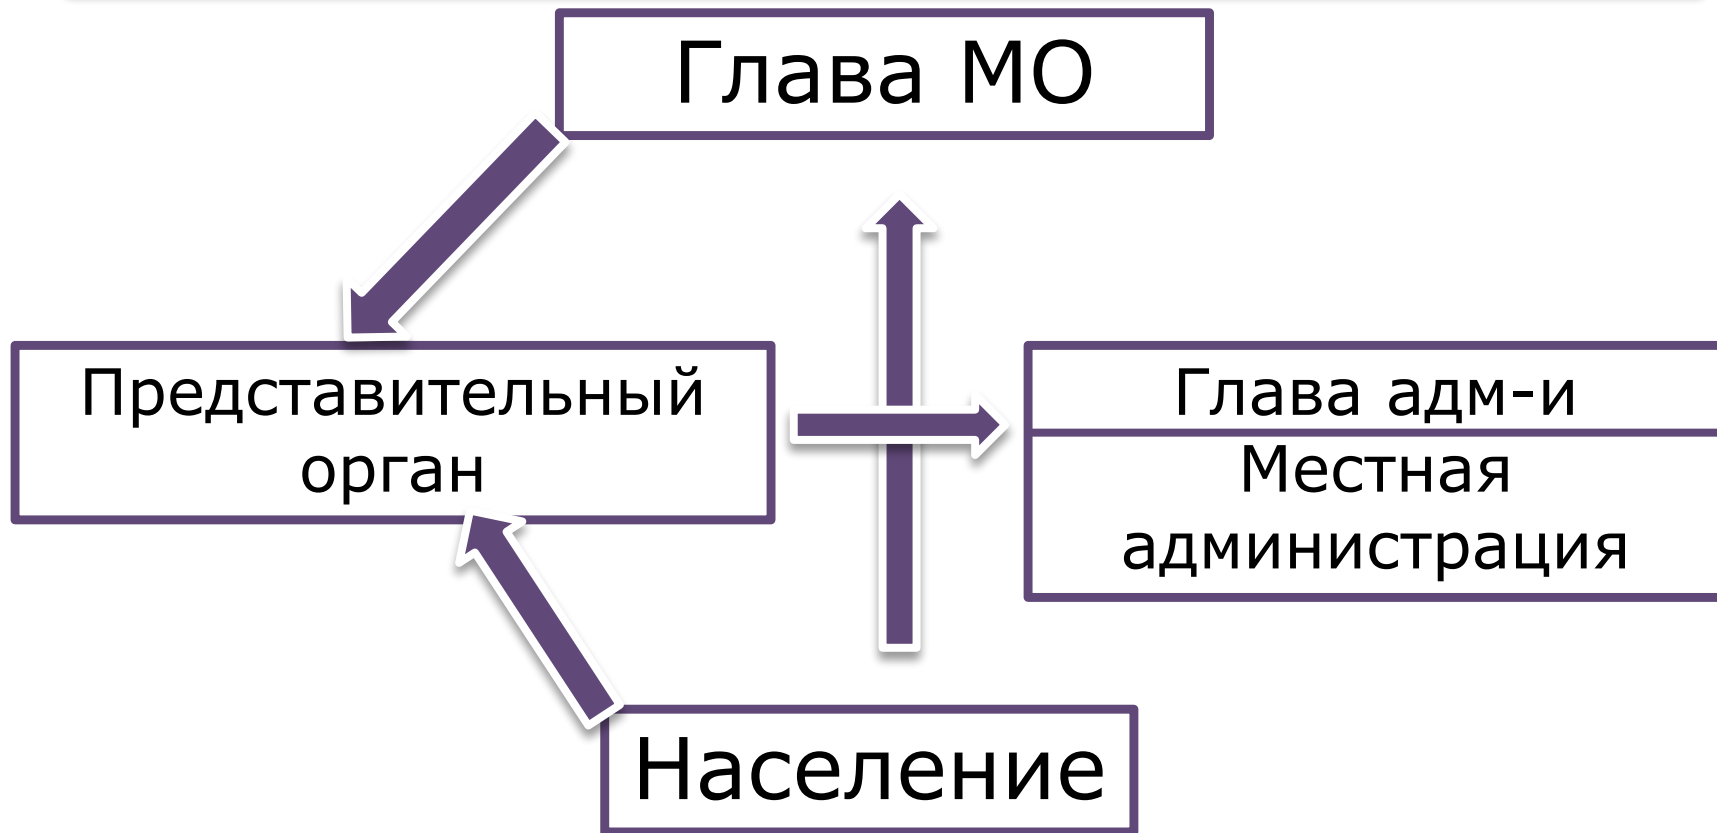 Глава МО
Представительный
орган
Глава адм-и
Местная
администрация
Население